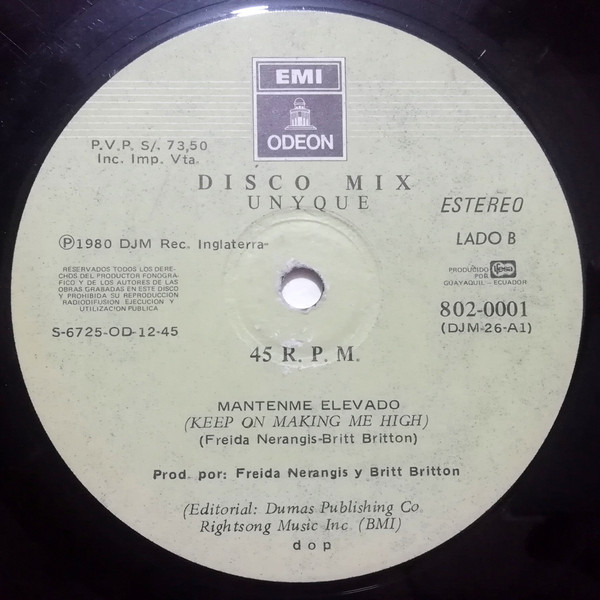 EMI
ODEON
P.V.P. S/. 73,50
Inc. Imp. Vta.
DISCO MIX
UNYQUE
ESTEREO
Ⓟ1980 DJM Rec. Inglaterra-
LADO B
RESERVADOS TODOS LOS DERE-
CHOS DEL PRODUCTOR FONOGRA-
FICO Y DE LOS AUTORES DE LAS
OBRAS GRABADAS EN ESTE DISCO
Y PROHIBIDA SU REPRODUCCION
RADIODIFUSION EJECUCION Y
UTILIZACION PUBLICA
PRODUCIDO
POR
ifesa
GUAYAQUIL - ECUADOR
S-6725-OD-12-45
802-0001
(DJM-26-A1)
45 R. P. M.
MANTENME ELEVADO
(KEEP ON MAKING ME HIGH)
(Freida Nerangis-Britt Britton)
Prod. por: Freida Nerangis y Britt Britton
(Editorial: Dumas Publishing Co.
Rightsong Music Inc. (BMI)
dop